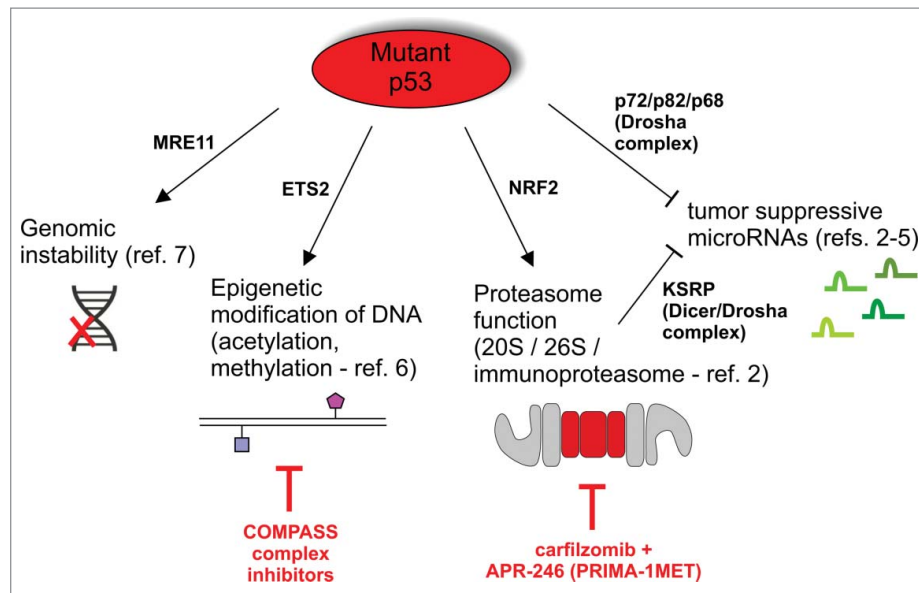 Mutant
p53
p72/p82/p68
(Drosha
complex)
MRE11
ETS2
NRF2
Genomic
instability (ref. 7)
tumor suppressive
microRNAs (refs. 2-5)
Epigenetic
modification of DNA
(acetylation,
methylation - ref. 6)
Proteasome
function
(20S / 26S /
immunoproteasome - ref. 2)
KSRP
(Dicer/Drosha
complex)
COMPASS
complex
inhibitors
carfilzomib +
APR-246 (PRIMA-1MET)